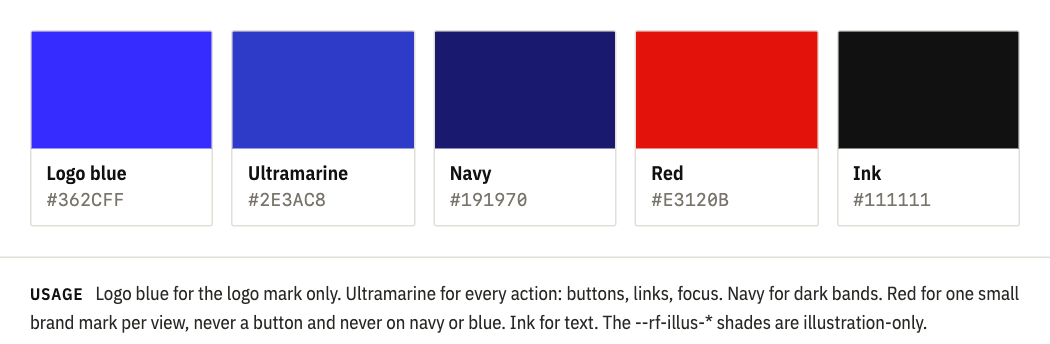 Logo blue
#362CFF
Ultramarine
#2E3AC8
Navy
#191970
Red
#E3120B
Ink
#111111
USAGE Logo blue for the logo mark only. Ultramarine for every action: buttons, links, focus. Navy for dark bands. Red for one small
brand mark per view, never a button and never on navy or blue. Ink for text. The --rf-illus-* shades are illustration-only.